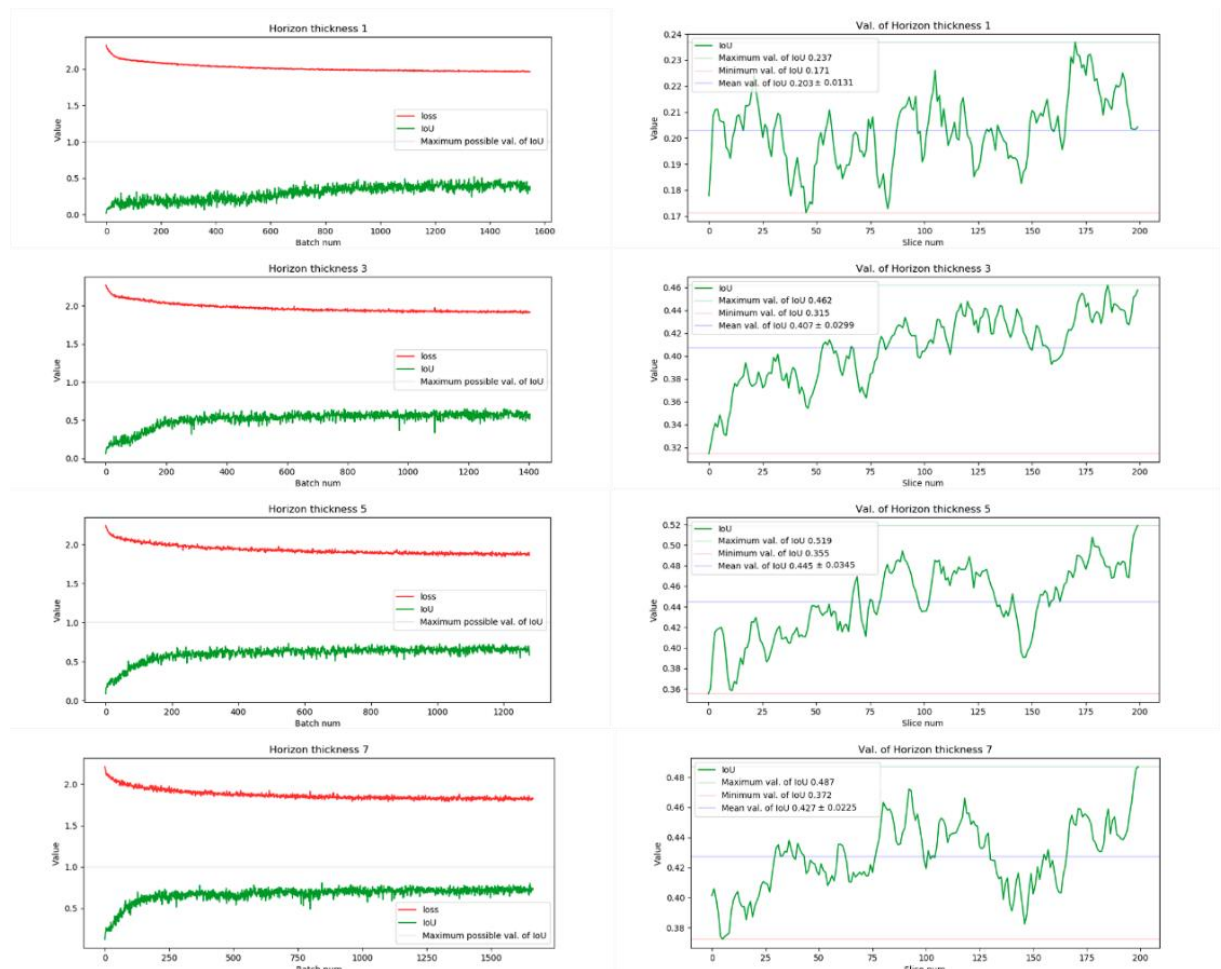 Horizon thickness 1
Value
2.0
1.5
1.0
0.5
0.0
loss
IoU
Maximum possible val. of IoU
0 200 400 600 800 1000 1200 1400 1600
Batch num
Val. of Horizon thickness 1
Value
0.24
0.23
0.22
0.21
0.20
0.19
0.18
0.17
IoU
Maximum val. of IoU 0.237
Minimum val. of IoU 0.171
Mean val. of IoU 0.203 ± 0.0131
0 25 50 75 100 125 150 175 200
Slice num
Horizon thickness 3
Value
2.0
1.5
1.0
0.5
0.0
loss
IoU
Maximum possible val. of IoU
0 200 400 600 800 1000 1200 1400
Batch num
Val. of Horizon thickness 3
Value
0.46
0.44
0.42
0.40
0.38
0.36
0.34
0.32
IoU
Maximum val. of IoU 0.462
Minimum val. of IoU 0.315
Mean val. of IoU 0.407 ± 0.0299
0 25 50 75 100 125 150 175 200
Slice num
Horizon thickness 5
Value
2.0
1.5
1.0
0.5
0.0
loss
IoU
Maximum possible val. of IoU
0 200 400 600 800 1000 1200
Batch num
Val. of Horizon thickness 5
Value
0.52
0.50
0.48
0.46
0.44
0.42
0.40
0.38
0.36
IoU
Maximum val. of IoU 0.519
Minimum val. of IoU 0.355
Mean val. of IoU 0.445 ± 0.0345
0 25 50 75 100 125 150 175 200
Slice num
Horizon thickness 7
Value
2.0
1.5
1.0
0.5
loss
IoU
Maximum possible val. of IoU
0 250 500 750 1000 1250 1500
Batch num
Val. of Horizon thickness 7
Value
0.48
0.46
0.44
0.42
0.40
0.38
IoU
Maximum val. of IoU 0.487
Minimum val. of IoU 0.372
Mean val. of IoU 0.427 ± 0.0225
0 25 50 75 100 125 150 175 200
Slice num